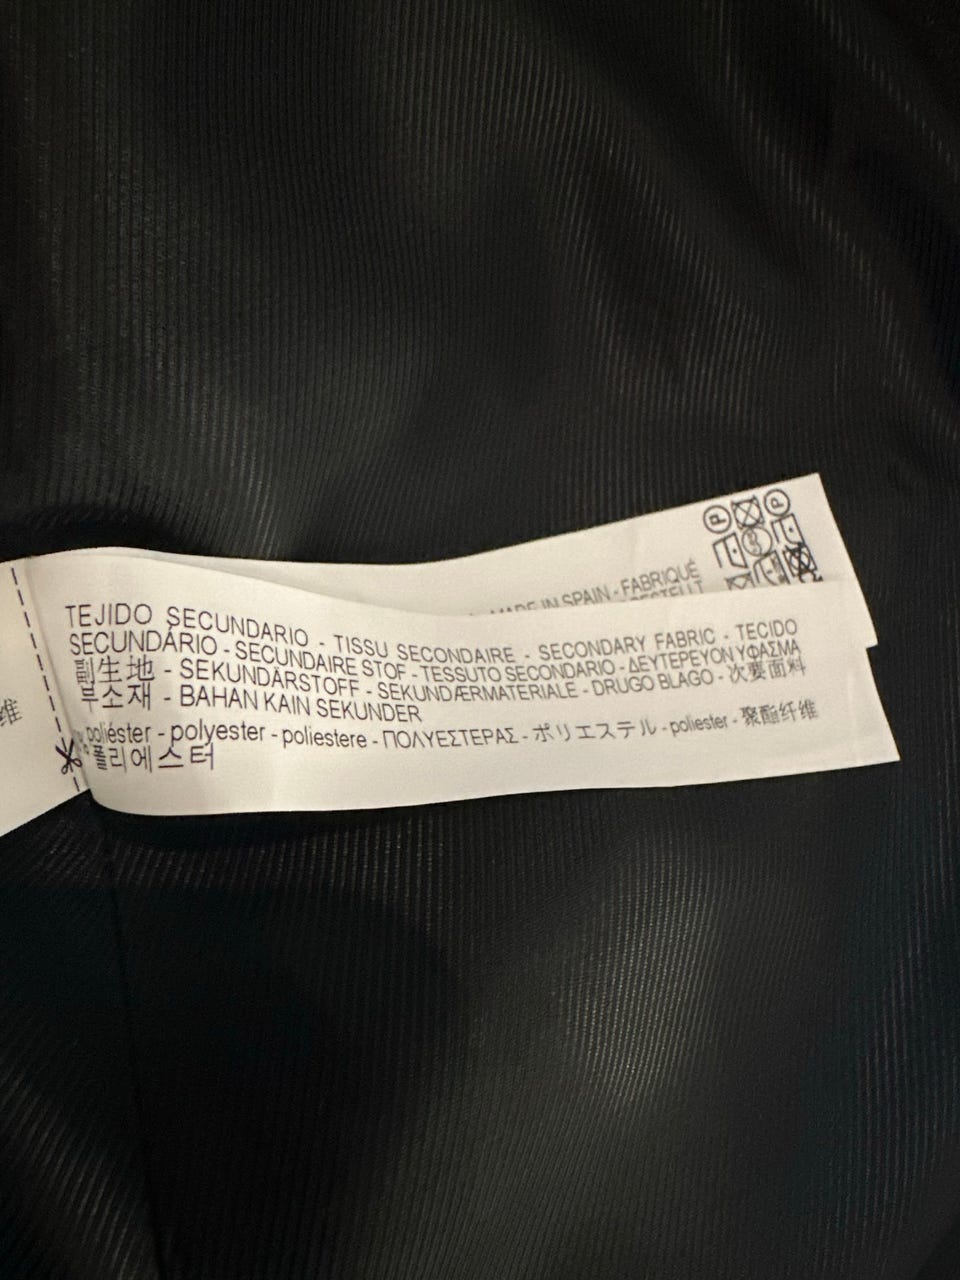 MADE IN SPAIN - FABRIQUÉ
TEJIDO SECUNDARIO - TISSU SECONDAIRE - SECONDARY FABRIC - TECIDO
SECUNDÁRIO - SECUNDAIRE STOF - TESSUTO SECONDARIO - ΔΕΥΤΕΡΕΥΟΝ ΥΦΑΣΜΑ
副生地 - SEKUNDÄRSTOFF - SEKUNDÆRMATERIALE - DRUGO BLAGO - 次要面料
부소재 - BAHAN KAIN SEKUNDER
poliéster - polyester - poliestere - ΠΟΛΥΕΣΤΕΡΑΣ - ポリエステル - poliester - 聚酯纤维
폴리에스터
维